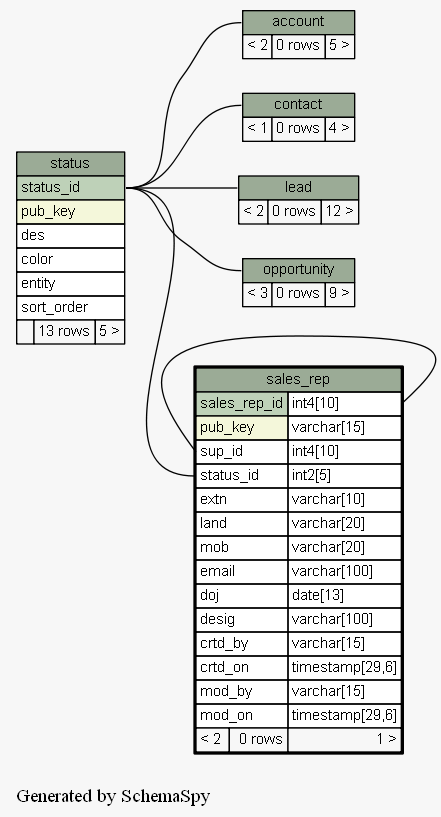 account
< 2 0 rows 5 >
contact
< 1 0 rows 4 >
status
status_id
pub_key
des
color
entity
sort_order
13 rows 5 >
lead
< 2 0 rows 12 >
opportunity
< 3 0 rows 9 >
sales_rep
sales_rep_id int4[10]
pub_key varchar[15]
sup_id int4[10]
status_id int2[5]
extn varchar[10]
land varchar[20]
mob varchar[20]
email varchar[100]
doj date[13]
desig varchar[100]
crtd_by varchar[15]
crtd_on timestamp[29,6]
mod_by varchar[15]
mod_on timestamp[29,6]
< 2 0 rows 1 >
Generated by SchemaSpy